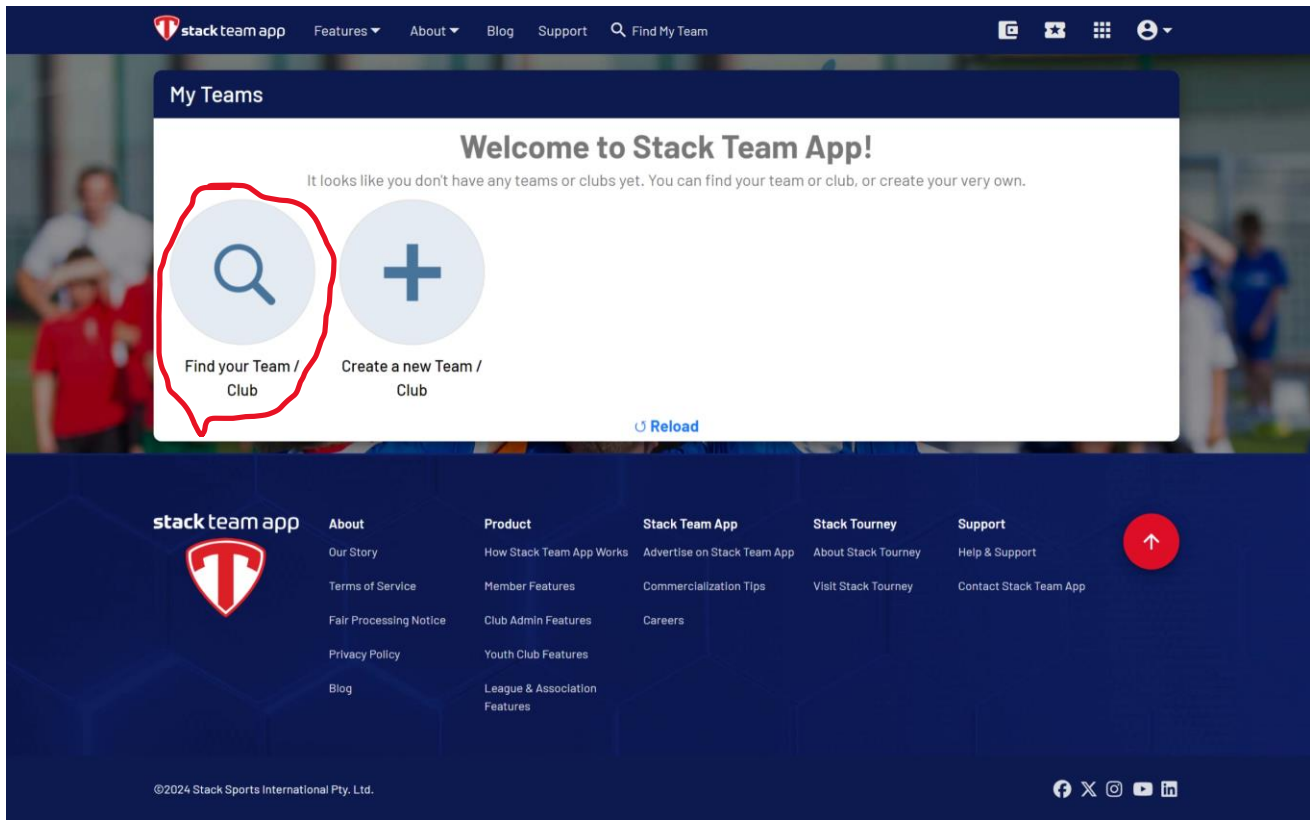 stack team app Features About Blog Support Find My Team
My Teams
Welcome to Stack Team App!
It looks like you don't have any teams or clubs yet. You can find your team or club, or create your very own.
Find your Team /
Club
Create a new Team /
Club
Reload
stack team app
About
Our Story
Terms of Service
Fair Processing Notice
Privacy Policy
Blog
Product
How Stack Team App Works
Member Features
Club Admin Features
Youth Club Features
League & Association
Features
Stack Team App
Advertise on Stack Team App
Commercialization Tips
Careers
Stack Tourney
About Stack Tourney
Visit Stack Tourney
Support
Help & Support
Contact Stack Team App
©2024 Stack Sports International Pty. Ltd.